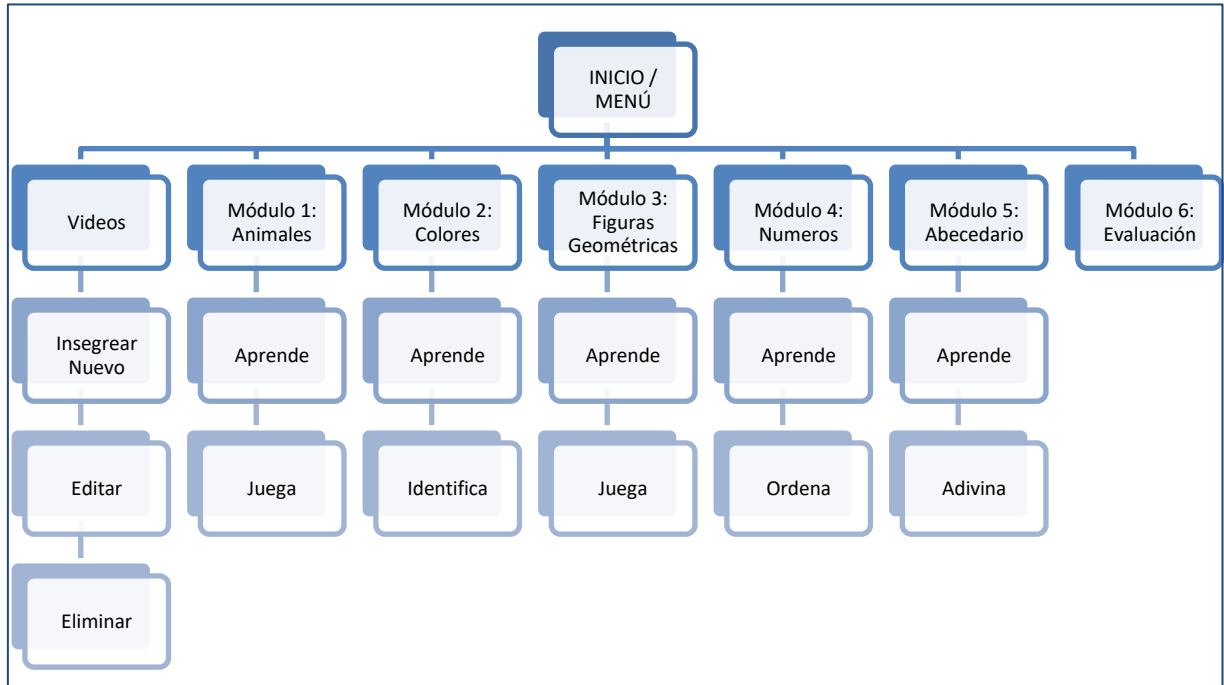 INICIO /
MENÚ
Videos
Módulo 1:
Animales
Módulo 2:
Colores
Módulo 3:
Figuras
Geométricas
Módulo 4:
Numeros
Módulo 5:
Abecedario
Módulo 6:
Evaluación
Insegrear
Nuevo
Aprende
Aprende
Aprende
Aprende
Aprende
Editar
Juega
Identifica
Juega
Ordena
Adivina
Eliminar